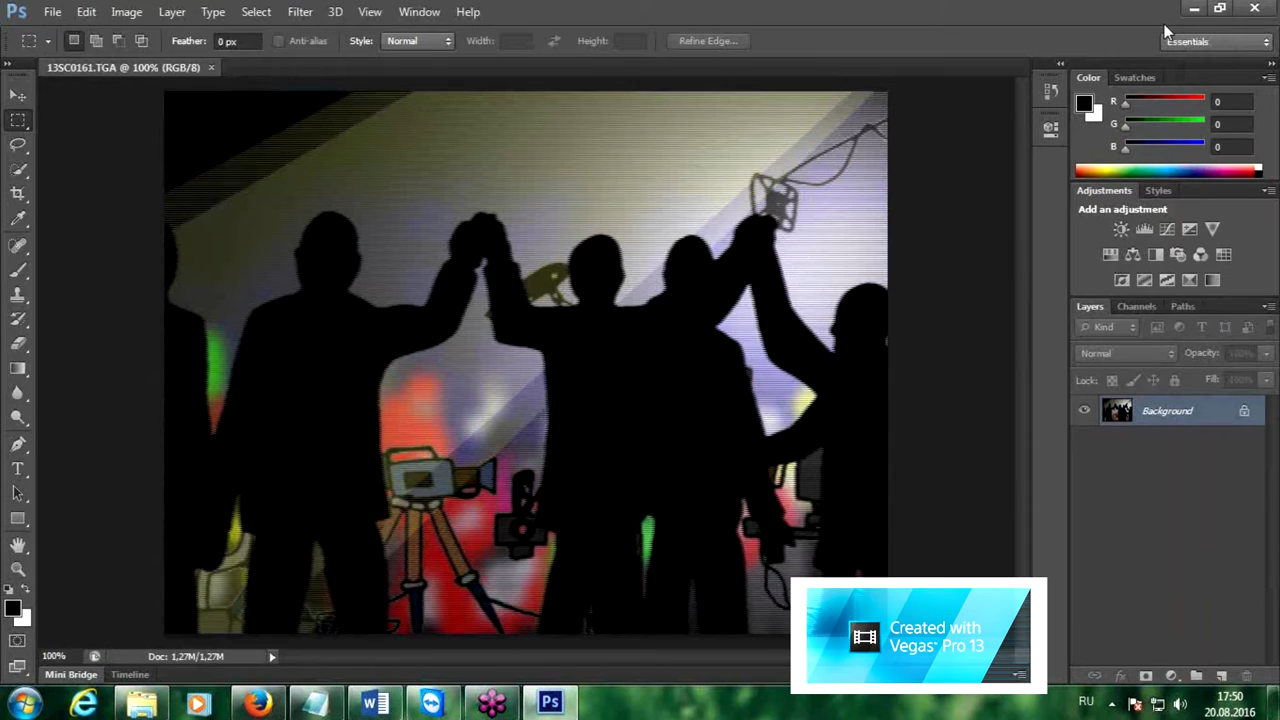 Ps File Edit Image Layer Type Select Filter 3D View Window Help
Feather: 0 px Anti-alias Style: Normal Width: Height: Refine Edge... Essentials
13SC0161.TGA @ 100% (RGB/8) ×
Color Swatches
R 0
G 0
B 0
Adjustments Styles
Add an adjustment
Layers Channels Paths
Kind
Normal Opacity: 100%
Lock: Fill: 100%
Background
Created with
Vegas™ Pro 13
100% Doc: 1,27M/1,27M
Mini Bridge Timeline
RU 17:50
20.08.2016